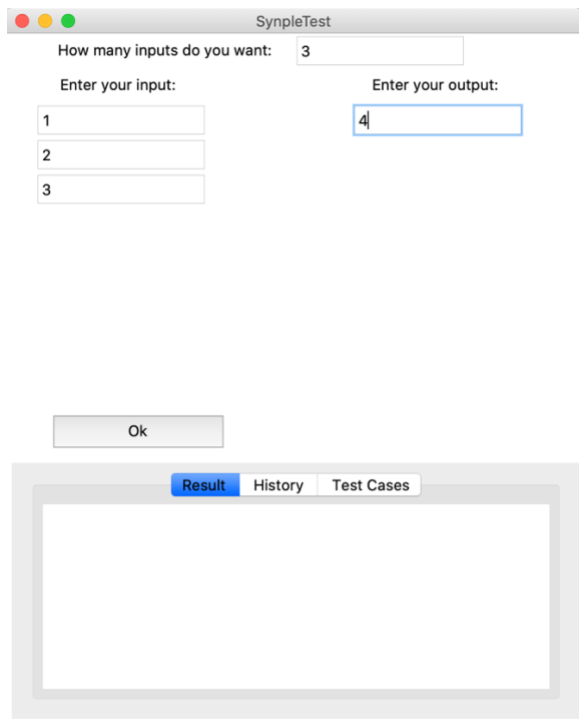 SynpleTest
How many inputs do you want: 3
Enter your input: Enter your output:
1 4
2
3
Ok
Result History Test Cases